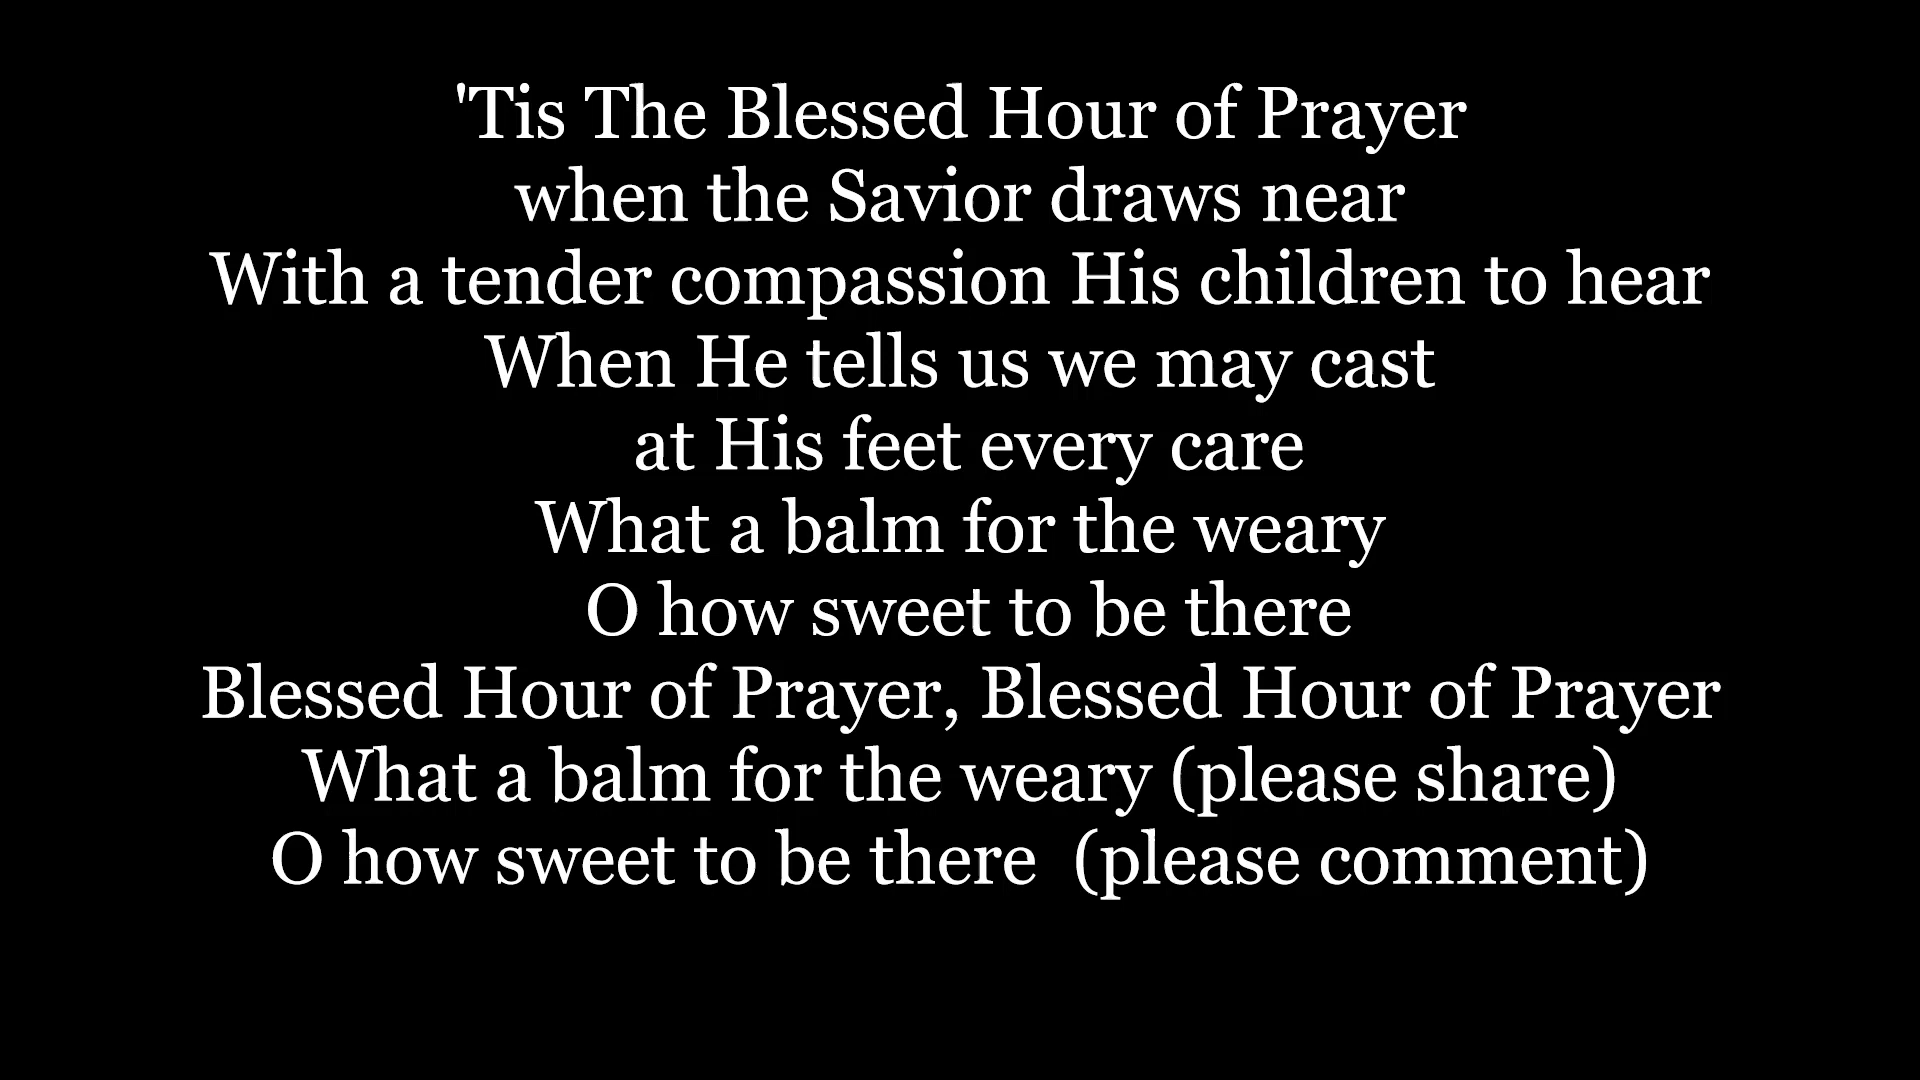 'Tis The Blessed Hour of Prayer
when the Savior draws near
With a tender compassion His children to hear
When He tells us we may cast
at His feet every care
What a balm for the weary
O how sweet to be there
Blessed Hour of Prayer, Blessed Hour of Prayer
What a balm for the weary (please share)
O how sweet to be there  (please comment)